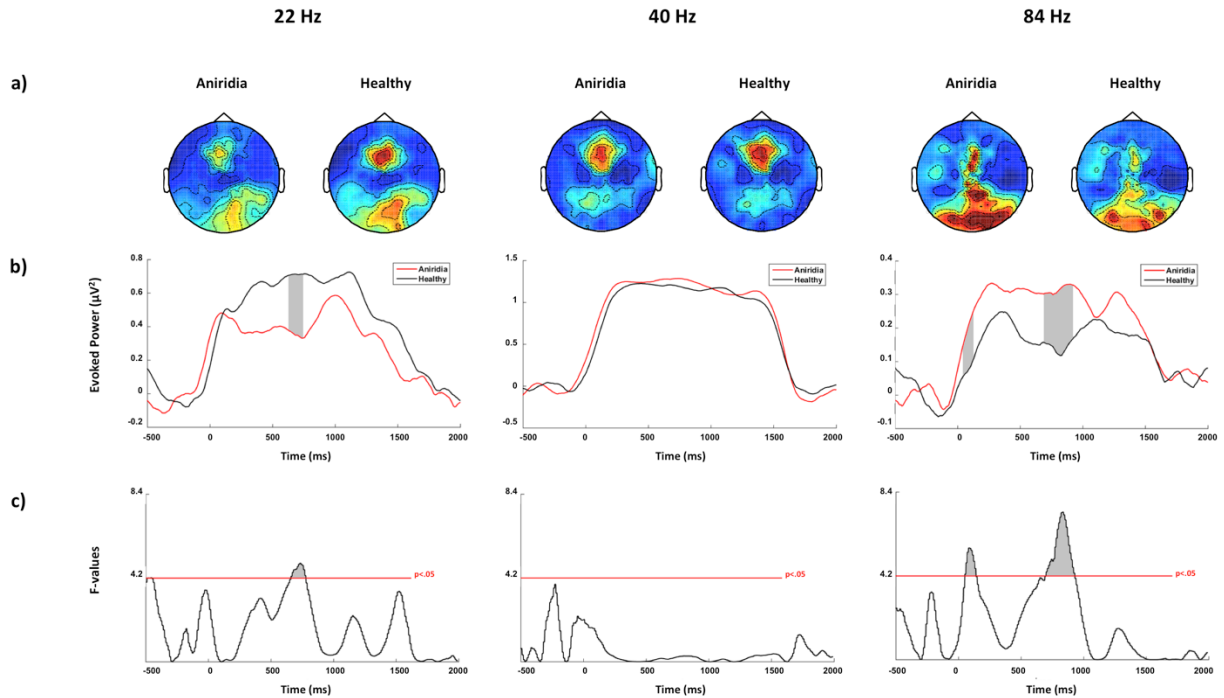 22 Hz 40 Hz 84 Hz
a) Aniridia Healthy Aniridia Healthy Aniridia Healthy
b)
Evoked Power (µV²)
0.8
0.6
0.4
0.2
0
-0.2
Aniridia
Healthy
-500 0 500 1000 1500 2000
Time (ms)
1.5
1.0
0.5
0
-0.5
Aniridia
Healthy
-500 0 500 1000 1500 2000
Time (ms)
0.4
0.3
0.2
0.1
0
-0.1
Aniridia
Healthy
-500 0 500 1000 1500 2000
Time (ms)
c)
F-values
8.4
4.2
p<.05
-500 0 500 1000 1500 2000
Time (ms)
8.4
4.2
p<.05
-500 0 500 1000 1500 2000
Time (ms)
8.4
4.2
p<.05
-500 0 500 1000 1500 2000
Time (ms)